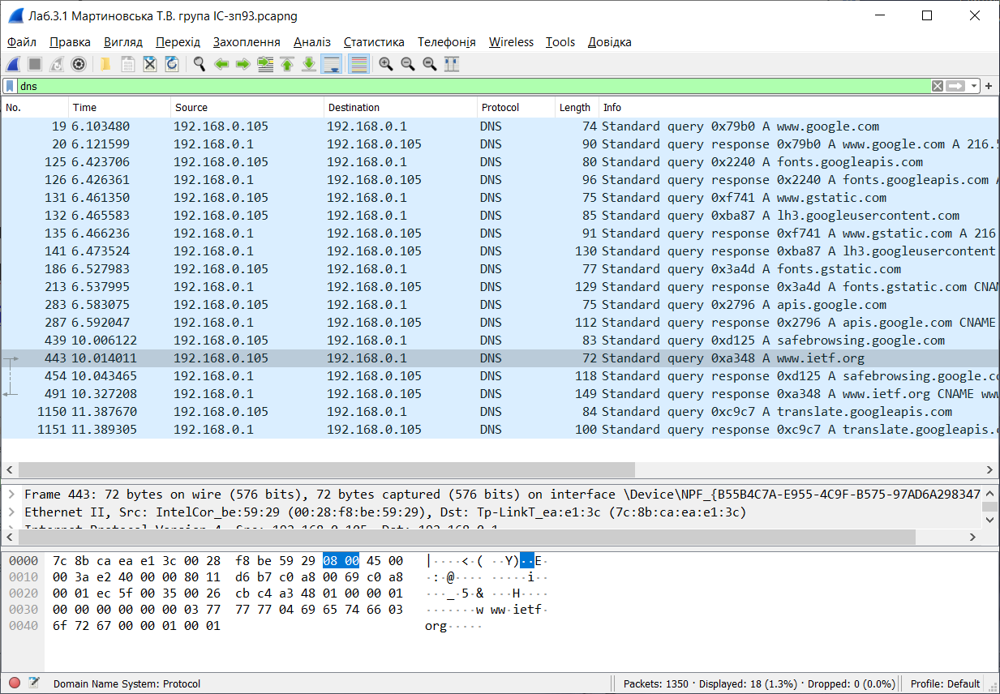 Лаб.3.1 Мартиновська Т.В. група ІС-зп93.pcapng
Файл Правка Вигляд Перехід Захоплення Аналіз Статистика Телефонія Wireless Tools Довідка
dns
No. Time Source Destination Protocol Length Info
19 6.103480 192.168.0.105 192.168.0.1 DNS 74 Standard query 0x79b0 A www.google.com
20 6.121599 192.168.0.1 192.168.0.105 DNS 90 Standard query response 0x79b0 A www.google.com A 216.5
125 6.423706 192.168.0.105 192.168.0.1 DNS 80 Standard query 0x2240 A fonts.googleapis.com
126 6.426361 192.168.0.1 192.168.0.105 DNS 96 Standard query response 0x2240 A fonts.googleapis.com A
131 6.461350 192.168.0.105 192.168.0.1 DNS 75 Standard query 0xf741 A www.gstatic.com
132 6.465583 192.168.0.105 192.168.0.1 DNS 85 Standard query 0xba87 A lh3.googleusercontent.com
135 6.466236 192.168.0.1 192.168.0.105 DNS 91 Standard query response 0xf741 A www.gstatic.com A 216
141 6.473524 192.168.0.1 192.168.0.105 DNS 130 Standard query response 0xba87 A lh3.googleusercontent
186 6.527983 192.168.0.105 192.168.0.1 DNS 77 Standard query 0x3a4d A fonts.gstatic.com
213 6.537995 192.168.0.1 192.168.0.105 DNS 129 Standard query response 0x3a4d A fonts.gstatic.com CNAM
283 6.583075 192.168.0.105 192.168.0.1 DNS 75 Standard query 0x2796 A apis.google.com
287 6.592047 192.168.0.1 192.168.0.105 DNS 112 Standard query response 0x2796 A apis.google.com CNAME
439 10.006122 192.168.0.105 192.168.0.1 DNS 83 Standard query 0xd125 A safebrowsing.google.com
443 10.014011 192.168.0.105 192.168.0.1 DNS 72 Standard query 0xa348 A www.ietf.org
454 10.043465 192.168.0.1 192.168.0.105 DNS 118 Standard query response 0xd125 A safebrowsing.google.co
491 10.327208 192.168.0.1 192.168.0.105 DNS 149 Standard query response 0xa348 A www.ietf.org CNAME www
1150 11.387670 192.168.0.105 192.168.0.1 DNS 84 Standard query 0xc9c7 A translate.googleapis.com
1151 11.389305 192.168.0.1 192.168.0.105 DNS 100 Standard query response 0xc9c7 A translate.googleapis.c
Frame 443: 72 bytes on wire (576 bits), 72 bytes captured (576 bits) on interface \Device\NPF_{B55B4C7A-E955-4C9F-B575-97AD6A298347
Ethernet II, Src: IntelCor_be:59:29 (00:28:f8:be:59:29), Dst: Tp-LinkT_ea:e1:3c (7c:8b:ca:ea:e1:3c)
Internet Protocol Version 4, Src: 192.168.0.105, Dst: 192.168.0.1
0000 7c 8b ca ea e1 3c 00 28 f8 be 59 29 08 00 45 00 |····<·( ··Y)··E·
0010 00 3a e2 40 00 00 80 11 d6 b7 c0 a8 00 69 c0 a8 ·:·@···· ·····i··
0020 00 01 ec 5f 00 35 00 26 cb c4 a3 48 01 00 00 01 ···_·5·& ···H····
0030 00 00 00 00 00 00 03 77 77 77 04 69 65 74 66 03 ·······w ww·ietf·
0040 6f 72 67 00 00 01 00 01 org·····
Domain Name System: Protocol Packets: 1350 · Displayed: 18 (1.3%) · Dropped: 0 (0.0%) Profile: Default